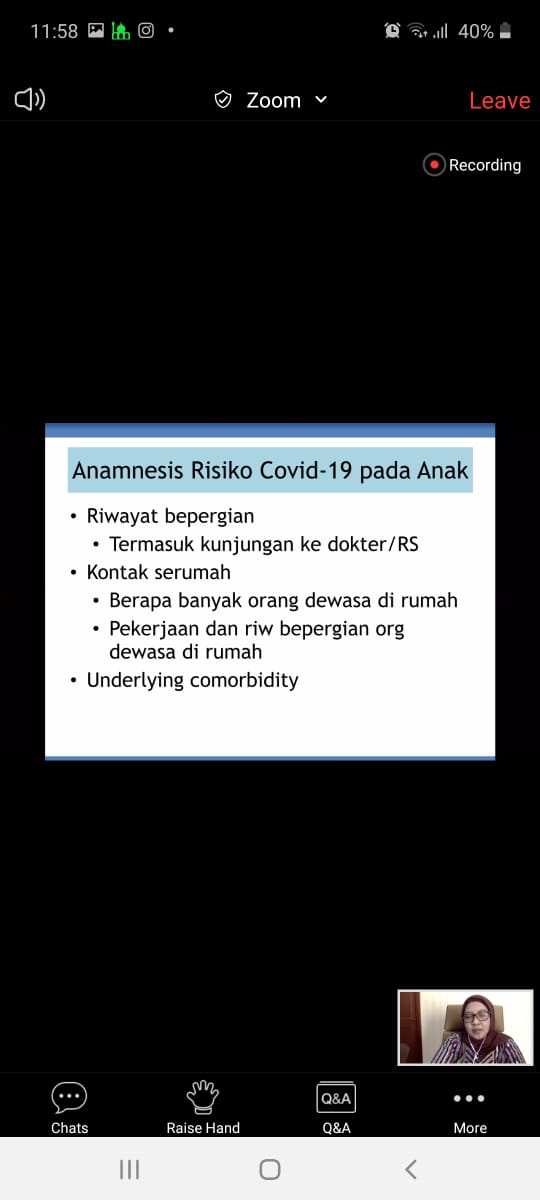 11:58
40%
Zoom
Leave
Recording
Anamnesis Risiko Covid-19 pada Anak
• Riwayat bepergian
• Termasuk kunjungan ke dokter/RS
• Kontak serumah
• Berapa banyak orang dewasa di rumah
• Pekerjaan dan riw bepergian org
dewasa di rumah
• Underlying comorbidity
Q&A
Chats
Raise Hand
Q&A
More